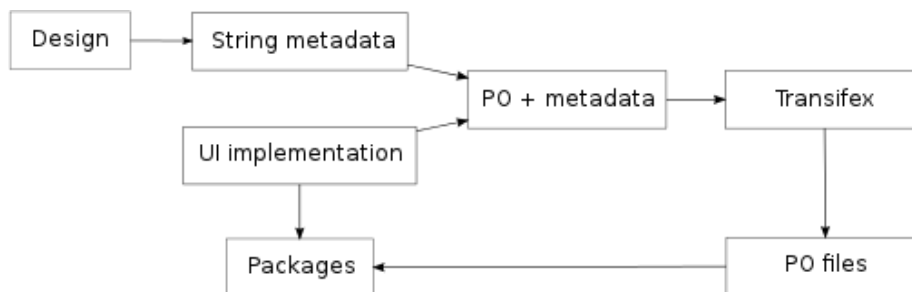 Design
String metadata
PO + metadata
Transifex
UI implementation
Packages
PO files